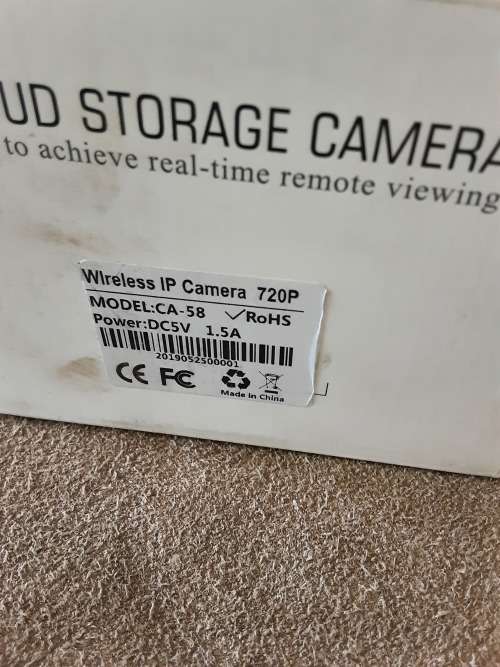 UD STORAGE CAMERA
to achieve real-time remote viewing
WIreless IP Camera 720P
MODEL:CA-58 ✓RoHS
Power:DC5V 1.5A
2019052500001
CE FC
Made in China